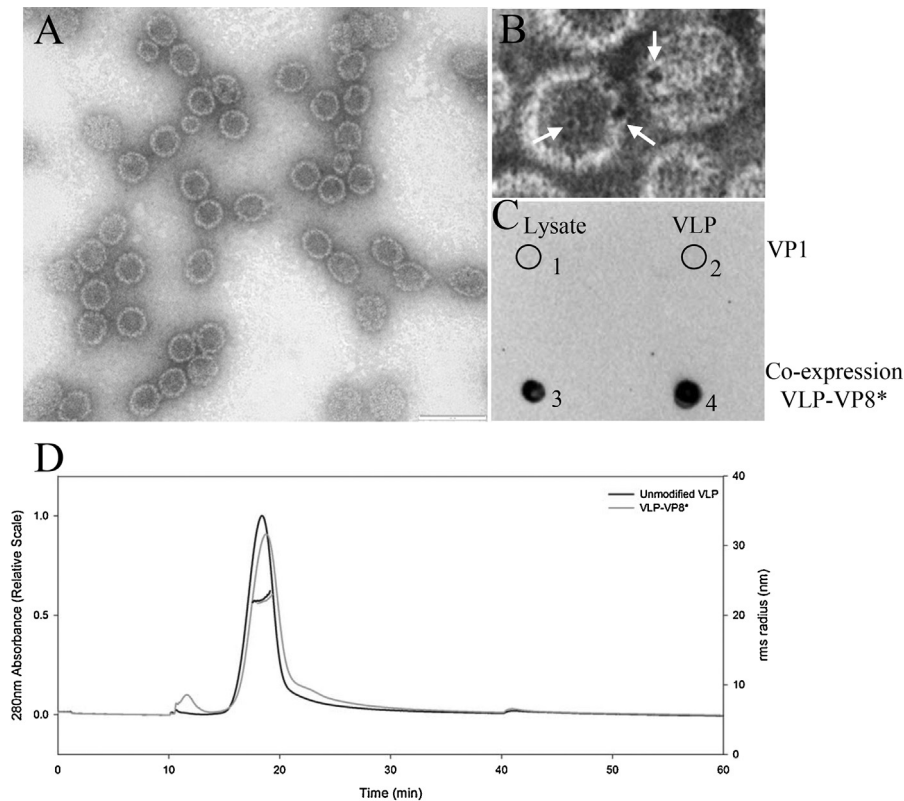 A
B
C
Lysate
VLP
VP1
1
2
3
4
Co-expression
VLP-VP8*
D
280nm Absorbance (Relative Scale)
1.0
0.5
0.0
Unmodified VLP
VLP-VP8*
40
30
20
10
0
rms radius (nm)
0 10 20 30 40 50 60
Time (min)